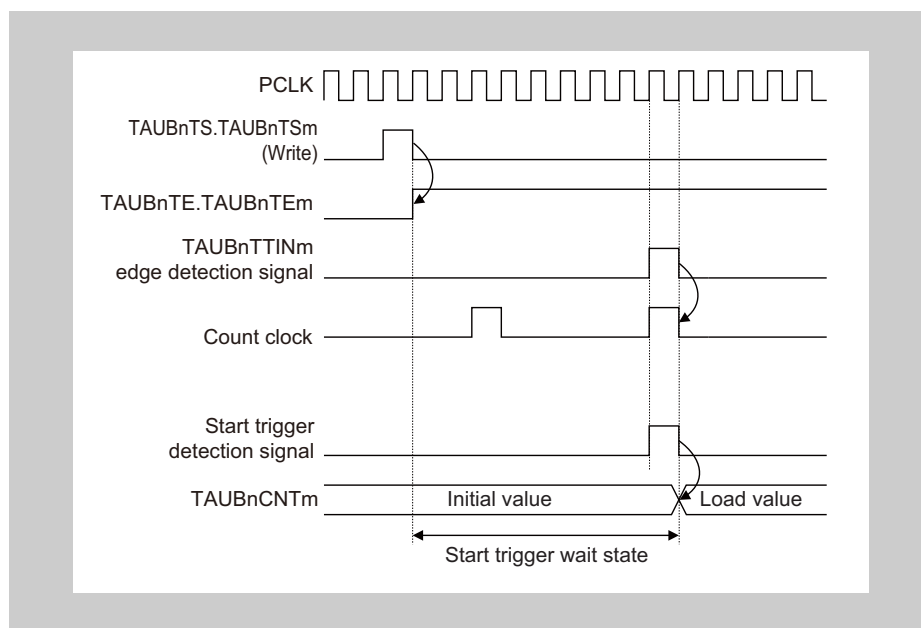 PCLK
TAUBnTS.TAUBnTSm
(Write)
TAUBnTE.TAUBnTEm
TAUBnTTINm
edge detection signal
Count clock
Start trigger
detection signal
TAUBnCNTm
Initial value
Load value
Start trigger wait state